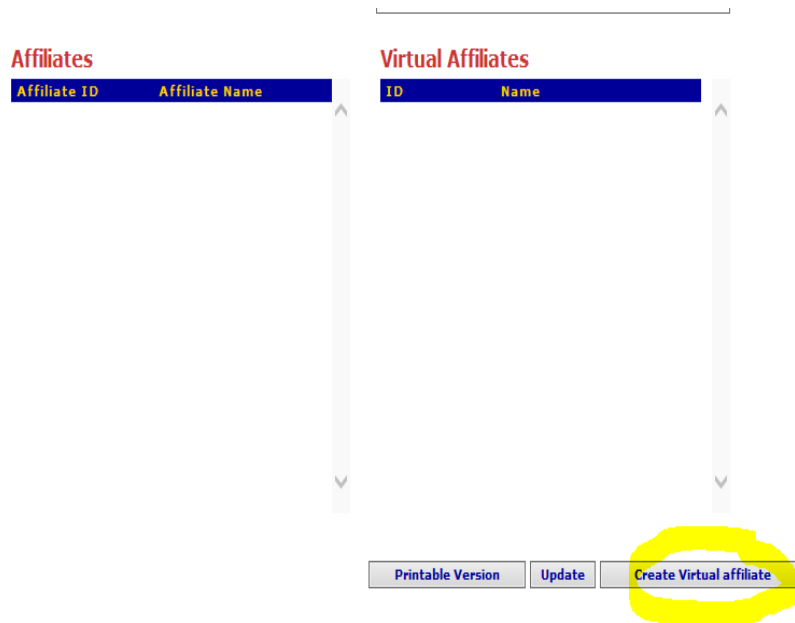 Affiliates
Virtual Affiliates
Affiliate ID Affiliate Name
ID Name
Printable Version Update Create Virtual affiliate